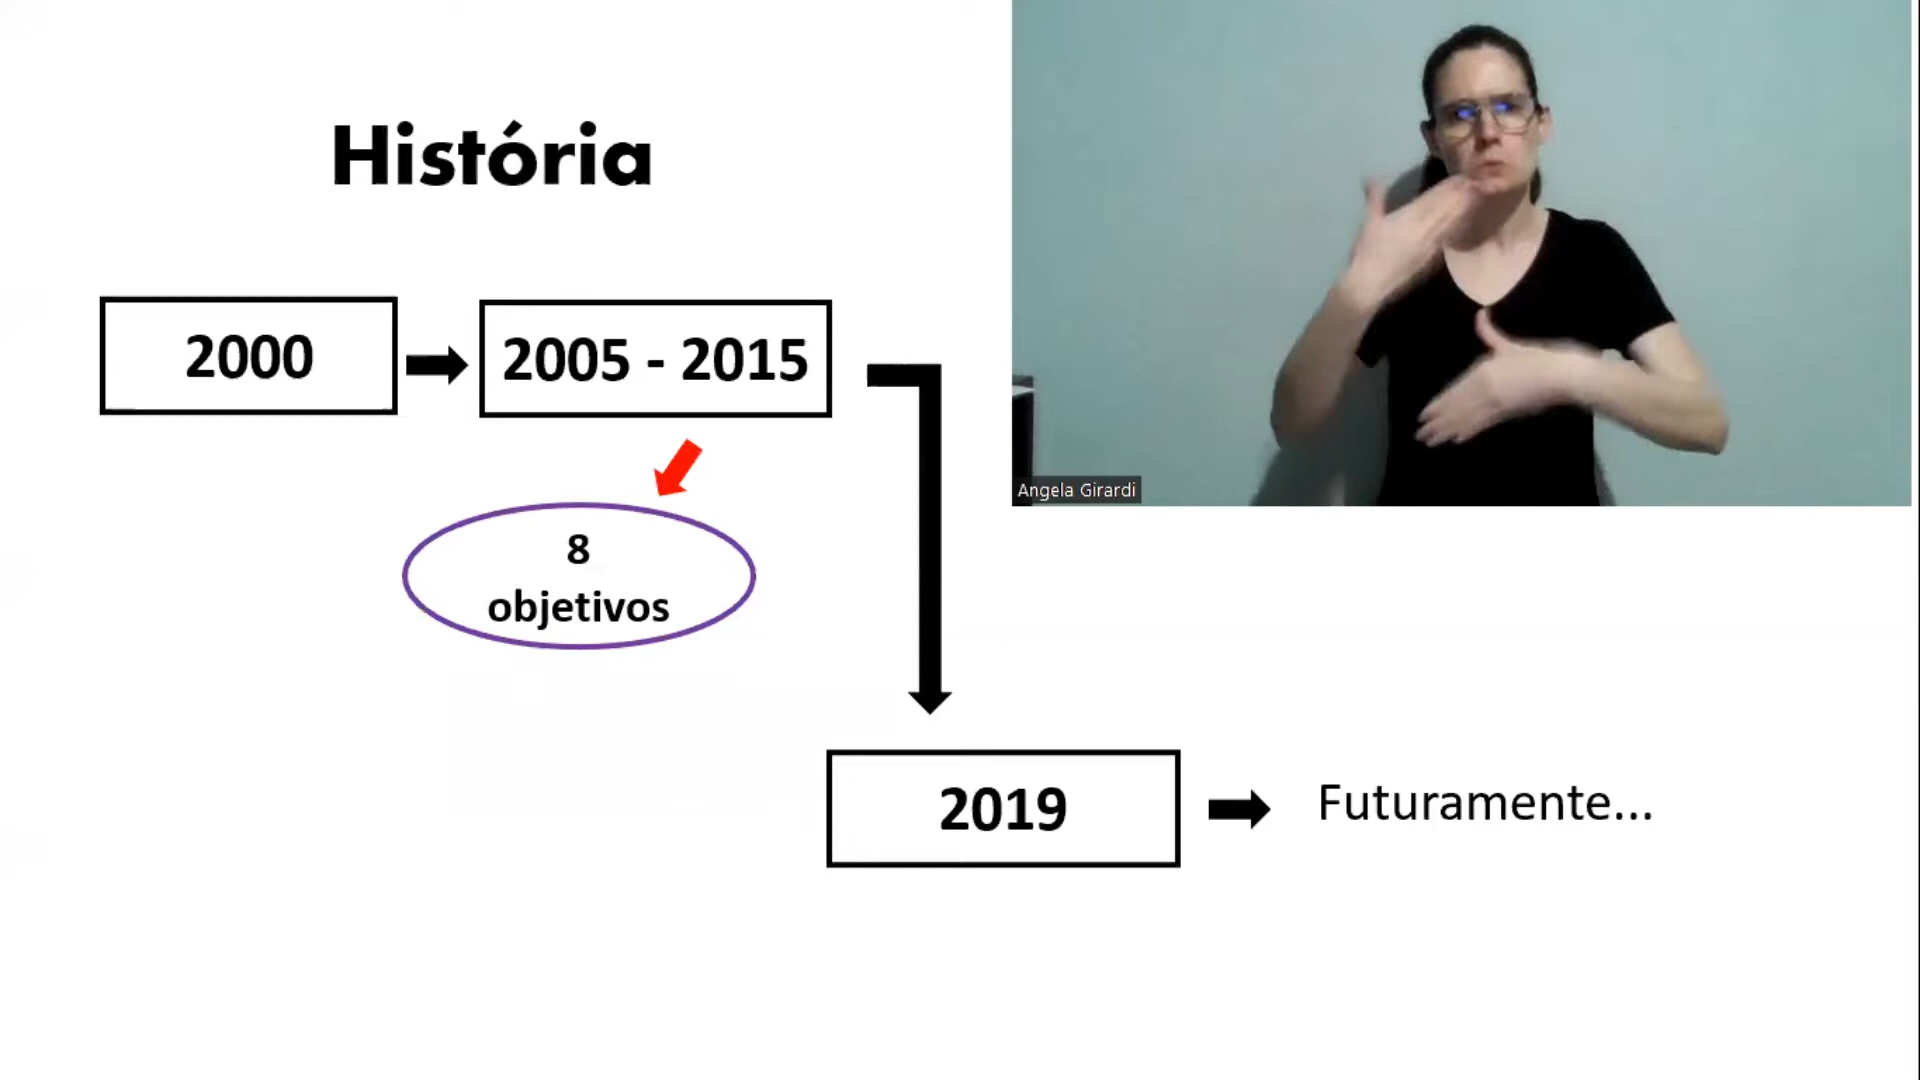 História
2000
2005 - 2015
8
objetivos
2019
Futuramente...
Angela Girardi